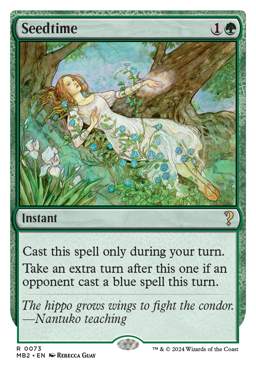 Seedtime 1
Instant
Cast this spell only during your turn.
Take an extra turn after this one if an
opponent cast a blue spell this turn.
The hippo grows wings to fight the condor.
—Nantuko teaching
R 0073
MB2 • EN Rebecca Guay
™ & © 2024 Wizards of the Coast